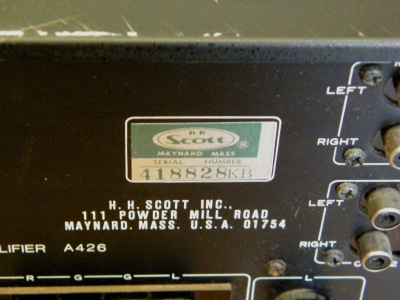 LEFT
H. H.
Scott ®
MAYNARD MASS
SERIAL NUMBER
418828KB
RIGHT
H. H. SCOTT INC.,
111 POWDER MILL ROAD
MAYNARD. MASS. U.S.A. 01754
LEFT
LIFIER A426
RIGHT
R G G L
L